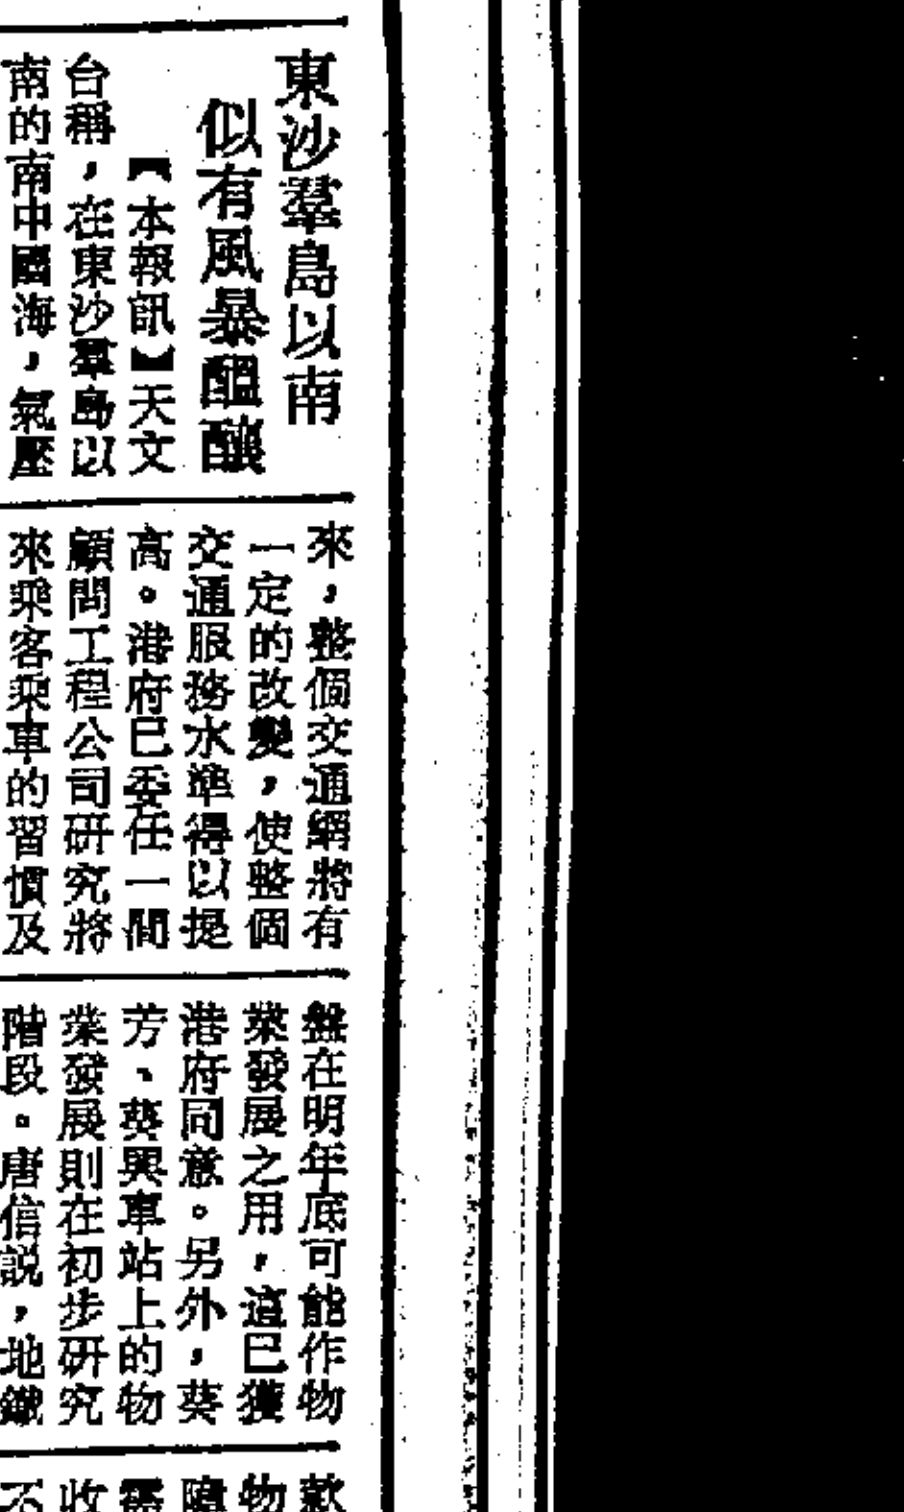 東沙羣島以南
似有風暴醞釀
【本報訊】天文
台稱，在東沙羣島以
南的南中國海，氣壓
來，整個交通網將有
一定的改變，使整個
交通服務水準得以提
高。港府已委任一間
顧問工程公司研究將
來乘客乘車的習慣及
盤在明年底可能作物
業發展之用，這已獲
港府同意。另外，葵
芳、葵興車站上的物
業發展則在初步研究
階段。唐信説，地鐵
款
物
收
不